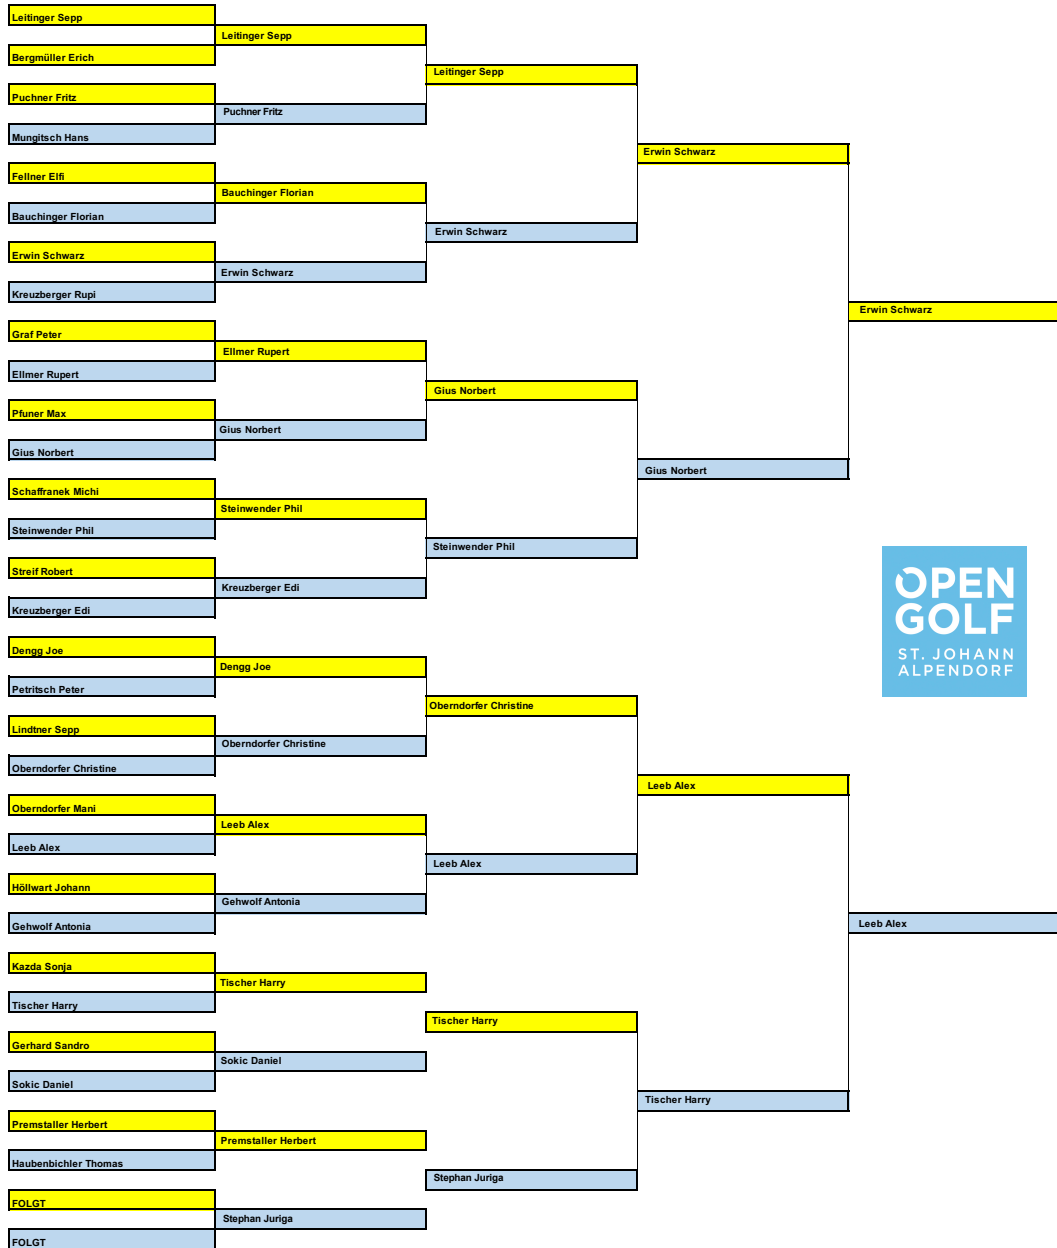 Leitinger Sepp
Bergmüller Erich
Puchner Fritz
Mungitsch Hans
Fellner Elfi
Bauchinger Florian
Erwin Schwarz
Kreuzberger Rupi
Graf Peter
Ellmer Rupert
Pfuner Max
Gius Norbert
Schaffranek Michi
Steinwender Phil
Streif Robert
Kreuzberger Edi
Dengg Joe
Petritsch Peter
Lindtner Sepp
Oberndorfer Christine
Oberndorfer Mani
Leeb Alex
Höllwart Johann
Gehwolf Antonia
Kazda Sonja
Tischer Harry
Gerhard Sandro
Sokic Daniel
Premstaller Herbert
Haubenbichler Thomas
FOLGT
FOLGT
Leitinger Sepp
Puchner Fritz
Bauchinger Florian
Erwin Schwarz
Ellmer Rupert
Gius Norbert
Steinwender Phil
Kreuzberger Edi
Dengg Joe
Oberndorfer Christine
Leeb Alex
Gehwolf Antonia
Tischer Harry
Sokic Daniel
Premstaller Herbert
Stephan Juriga
Leitinger Sepp
Erwin Schwarz
Gius Norbert
Steinwender Phil
Oberndorfer Christine
Leeb Alex
Tischer Harry
Stephan Juriga
Erwin Schwarz
Gius Norbert
Leeb Alex
Tischer Harry
Erwin Schwarz
Leeb Alex
OPEN
GOLF
ST. JOHANN
ALPENDORF